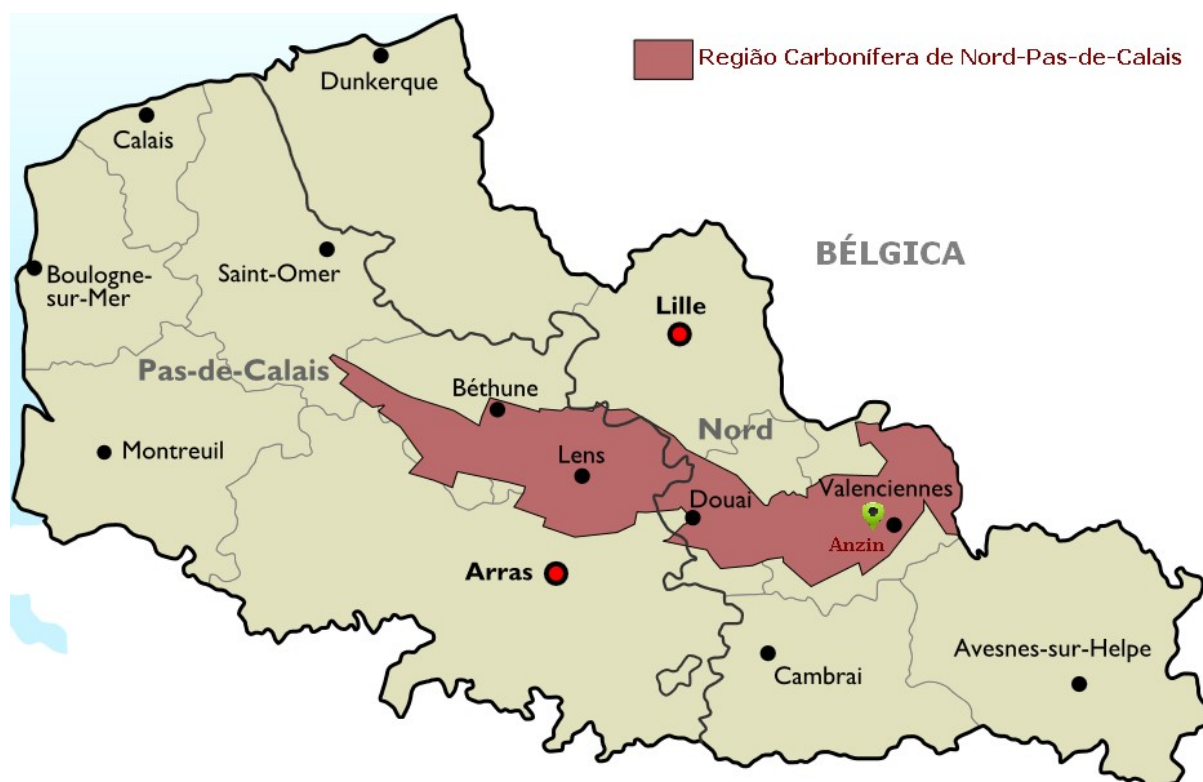 Região Carbonífera de Nord-Pas-de-Calais
Dunkerque
Calais
BÉLGICA
Saint-Omer
Boulogne-
sur-Mer
Lille
Pas-de-Calais
Béthune
Nord
Montreuil
Lens
Valenciennes
Douai
Anzin
Arras
Avesnes-sur-Helpe
Cambrai